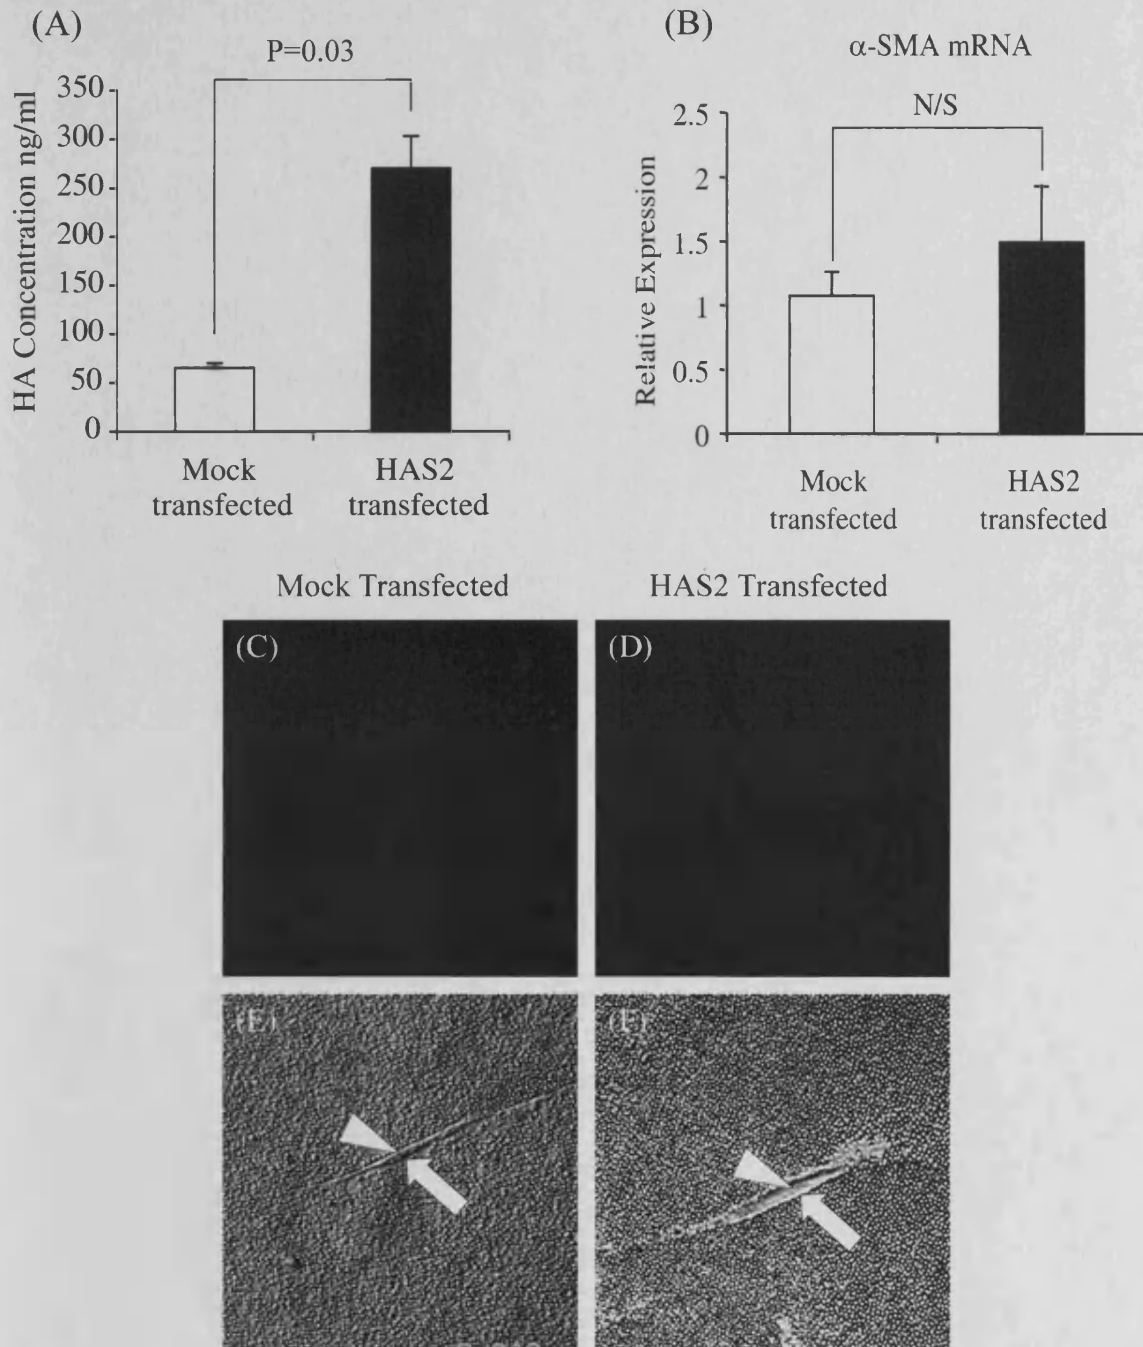 (A)
P=0.03
HA Concentration ng/ml
350
300
250
200
150
100
50
0
Mock
transfected
HAS2
transfected
(B)
α-SMA mRNA
N/S
Relative Expression
2.5
2
1.5
1
0.5
0
Mock
transfected
HAS2
transfected
Mock Transfected
HAS2 Transfected
(C)
(D)
(E)
(F)